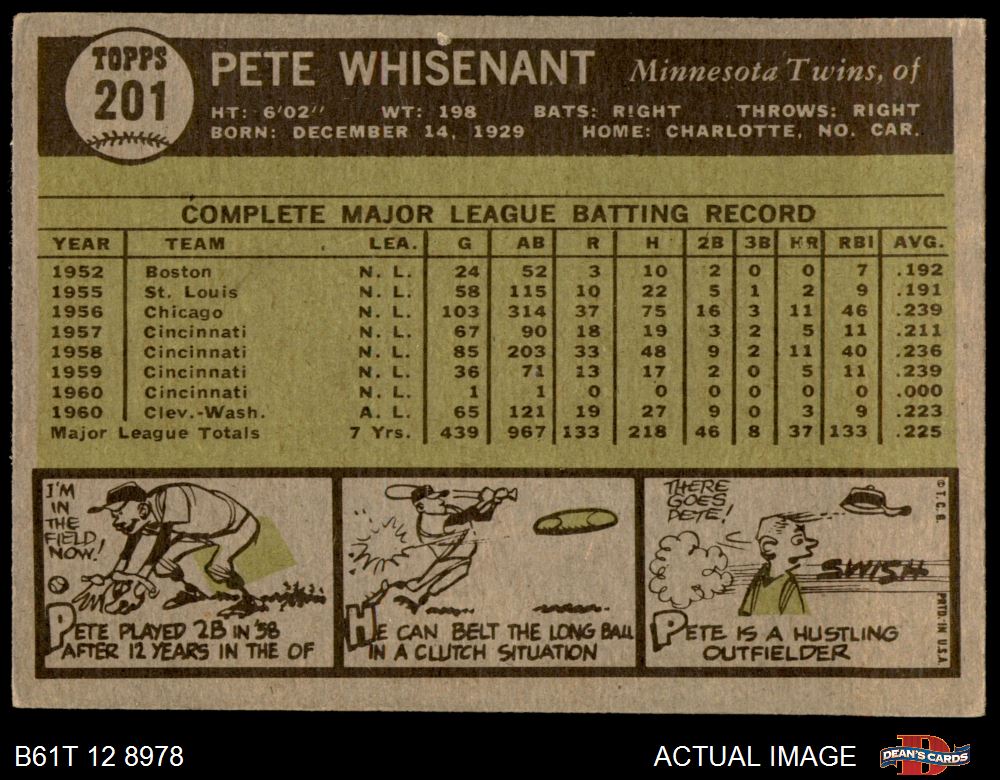 TOPPS
201
PETE WHISENANT Minnesota Twins, of
HT: 6'02" WT: 198 BATS: RIGHT THROWS: RIGHT
BORN: DECEMBER 14, 1929 HOME: CHARLOTTE, NO. CAR.
COMPLETE MAJOR LEAGUE BATTING RECORD
YEAR TEAM LEA. G AB R H 2B 3B HR RBI AVG.
1952 Boston N. L. 24 52 3 10 2 0 0 7 .192
1955 St. Louis N. L. 58 115 10 22 5 1 2 9 .191
1956 Chicago N. L. 103 314 37 75 16 3 11 46 .239
1957 Cincinnati N. L. 67 90 18 19 3 2 5 11 .211
1958 Cincinnati N. L. 85 203 33 48 9 2 11 40 .236
1959 Cincinnati N. L. 36 71 13 17 2 0 5 11 .239
1960 Cincinnati N. L. 1 1 0 0 0 0 0 0 .000
1960 Clev.-Wash. A. L. 65 121 19 27 9 0 3 9 .223
Major League Totals 7 Yrs. 439 967 133 218 46 8 37 133 .225
I'M
IN
THE
FIELD
NOW!
PETE PLAYED 2B IN '58
AFTER 12 YEARS IN THE OF
HE CAN BELT THE LONG BALL
IN A CLUTCH SITUATION
THERE
GOES
PETE!
SWISH
PETE IS A HUSTLING
OUTFIELDER
© T. C. G.
PRTD. IN U.S.A.
B61T 12 8978
ACTUAL IMAGE
D
DEAN'S CARDS